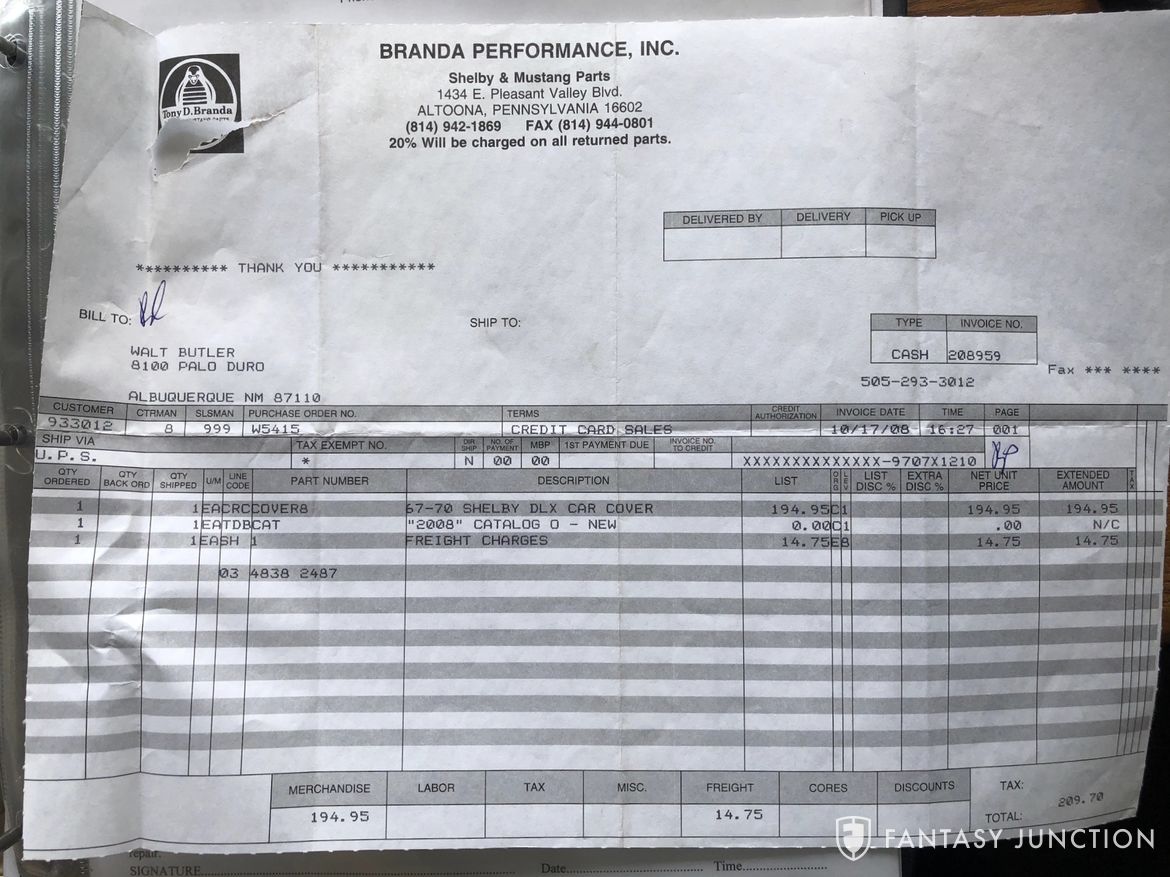 BRANDA PERFORMANCE, INC.
Shelby & Mustang Parts
1434 E. Pleasant Valley Blvd.
ALTOONA, PENNSYLVANIA 16602
(814) 942-1869 FAX (814) 944-0801
20% Will be charged on all returned parts.
Tony D. Branda
DELIVERED BY DELIVERY PICK UP
********** THANK YOU ***********
BILL TO:
SHIP TO:
TYPE INVOICE NO.
CASH 208959
WALT BUTLER
8100 PALO DURO
Fax *** ****
505-293-3012
ALBUQUERQUE NM 87110
CUSTOMER CTRMAN SLSMAN PURCHASE ORDER NO. TERMS CREDIT AUTHORIZATION INVOICE DATE TIME PAGE
933012 8 999 W5415 CREDIT CARD SALES 10/17/08 16:27 001
SHIP VIA TAX EXEMPT NO. DIR SHIP NO. OF PAYMENT MBP 1ST PAYMENT DUE INVOICE NO. TO CREDIT
U.P.S. * N 00 00 XXXXXXXXXXXXXX-9707X1210
QTY ORDERED QTY BACK ORD QTY SHIPPED U/M LINE CODE PART NUMBER DESCRIPTION LIST LIST DISC % EXTRA DISC % NET UNIT PRICE EXTENDED AMOUNT TAX
1 1EACRCCOVER8 67-70 SHELBY DLX CAR COVER 194.95C1 194.95 194.95
1 1EATDBCAT "2008" CATALOG O - NEW 0.00C1 .00 N/C
1 1EASH 1 FREIGHT CHARGES 14.75E8 14.75 14.75
03 4838 2487
MERCHANDISE LABOR TAX MISC. FREIGHT CORES DISCOUNTS TAX:
194.95 14.75 209.70
TOTAL:
FANTASY JUNCTION
repair.
SIGNATURE Date Time